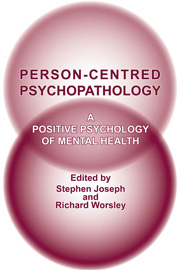 PERSON-CENTRED
PSYCHOPATHOLOGY
A
POSITIVE PSYCHOLOGY
OF MENTAL HEALTH
Edited by
Stephen Joseph
and
Richard Worsley